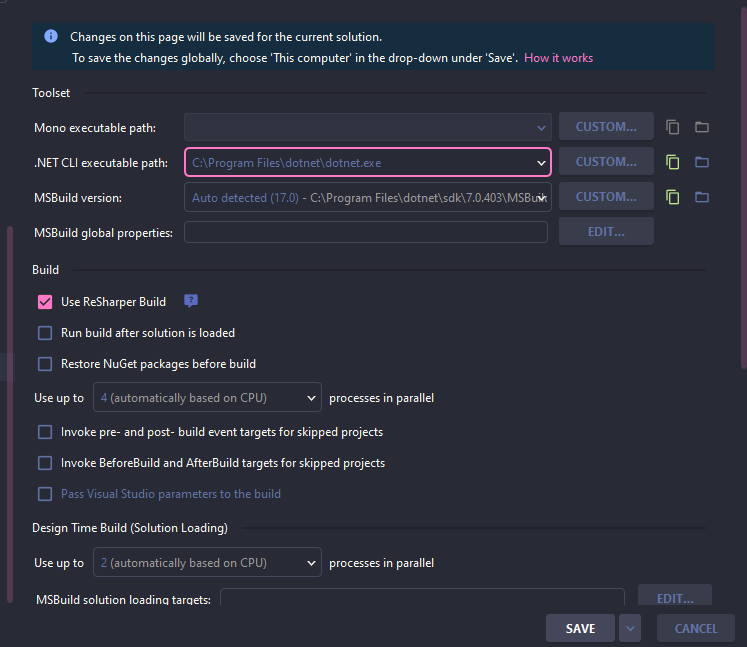 Changes on this page will be saved for the current solution.
To save the changes globally, choose 'This computer' in the drop-down under 'Save'. How it works
Toolset
Mono executable path: CUSTOM...
.NET CLI executable path: C:\Program Files\dotnet\dotnet.exe CUSTOM...
MSBuild version: Auto detected (17.0) - C:\Program Files\dotnet\sdk\7.0.403\MSBuil CUSTOM...
MSBuild global properties: EDIT...
Build
Use ReSharper Build ?
Run build after solution is loaded
Restore NuGet packages before build
Use up to 4 (automatically based on CPU) processes in parallel
Invoke pre- and post- build event targets for skipped projects
Invoke BeforeBuild and AfterBuild targets for skipped projects
Pass Visual Studio parameters to the build
Design Time Build (Solution Loading)
Use up to 2 (automatically based on CPU) processes in parallel
MSBuild solution loading targets: EDIT...
SAVE CANCEL